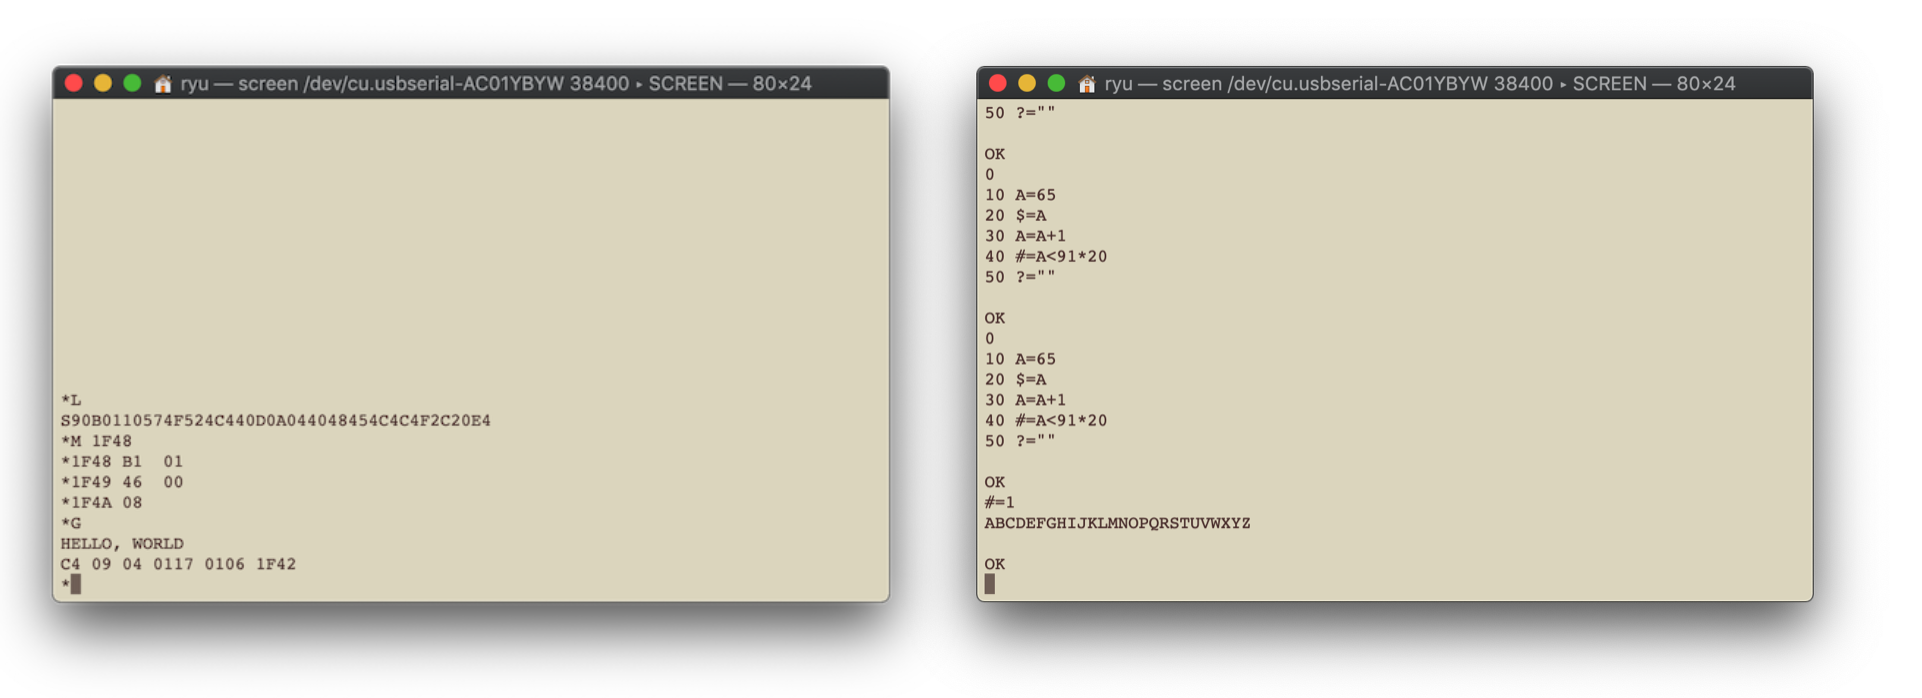 ryu — screen /dev/cu.usbserial-AC01YBYW 38400 ▸ SCREEN — 80×24
*L
S90B0110574F524C440D0A044048454C4C4F2C20E4
*M 1F48
*1F48 B1  01
*1F49 46  00
*1F4A 08
*G
HELLO, WORLD
C4 09 04 0117 0106 1F42
*
ryu — screen /dev/cu.usbserial-AC01YBYW 38400 ▸ SCREEN — 80×24
50 ?=""
OK
0
10 A=65
20 $=A
30 A=A+1
40 #=A<91*20
50 ?=""
OK
0
10 A=65
20 $=A
30 A=A+1
40 #=A<91*20
50 ?=""
OK
#=1
ABCDEFGHIJKLMNOPQRSTUVWXYZ
OK